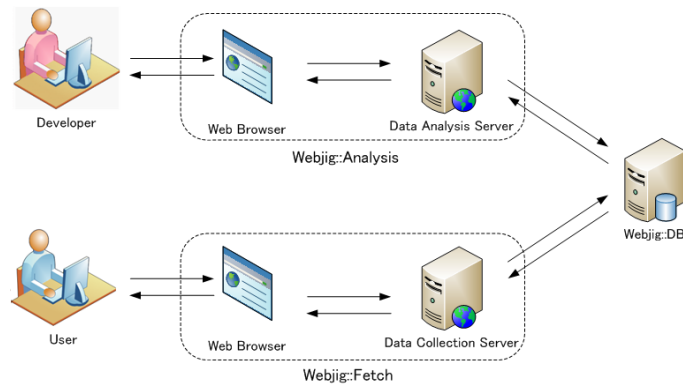 Developer
Web Browser
Data Analysis Server
Webjig::Analysis
Webjig::DB
User
Web Browser
Data Collection Server
Webjig::Fetch